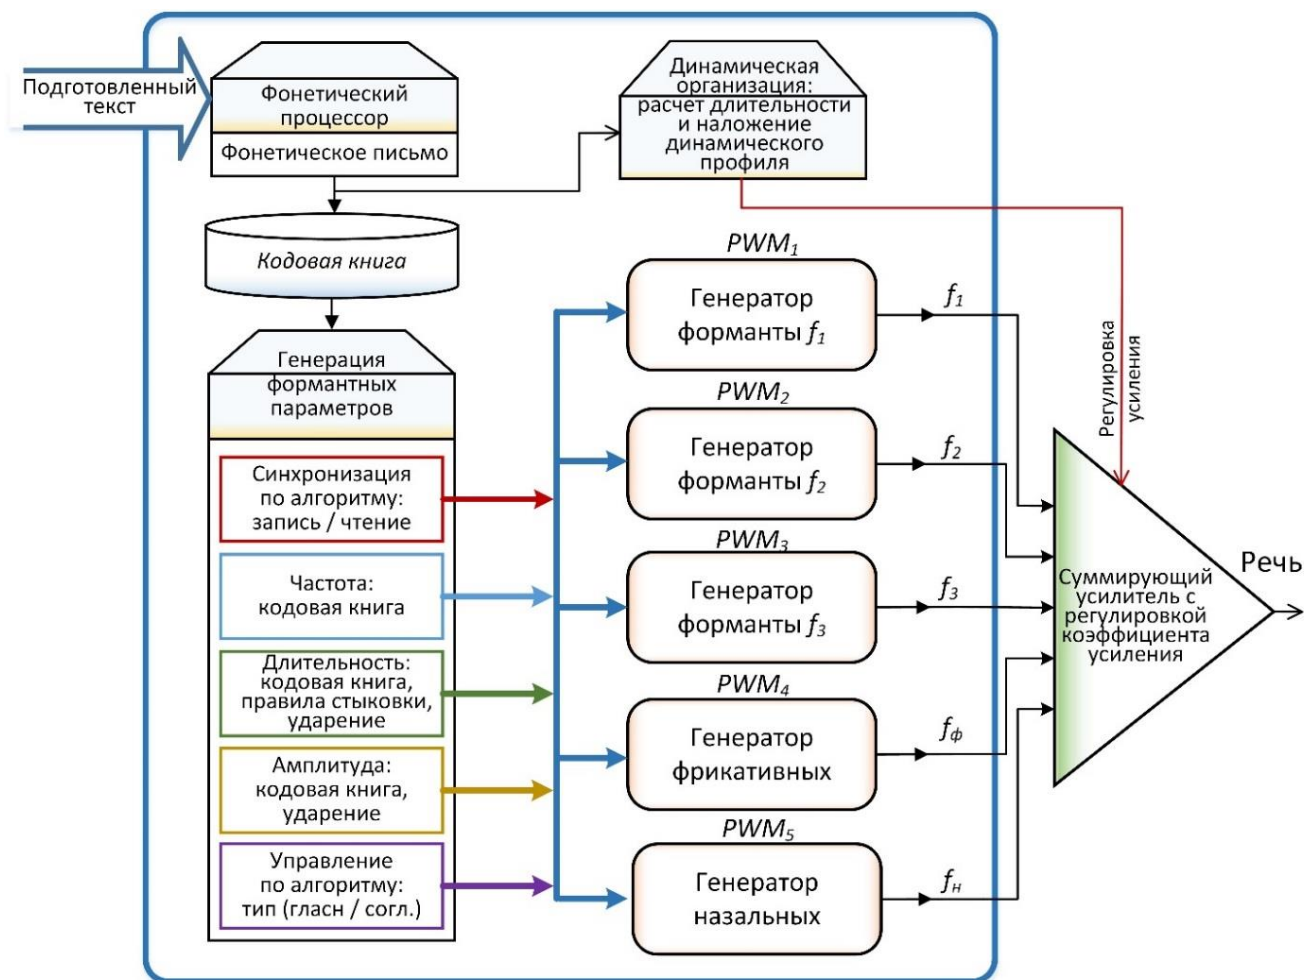 Подготовленный
текст
Фонетический
процессор
Фонетическое письмо
Кодовая книга
Динамическая
организация:
расчет длительности
и наложение
динамического
профиля
Генерация
формантных
параметров
Синхронизация
по алгоритму:
запись / чтение
Частота:
кодовая книга
Длительность:
кодовая книга,
правила стыковки,
ударение
Амплитуда:
кодовая книга,
ударение
Управление
по алгоритму:
тип (гласн / согл.)
PWM₁
Генератор
форманты f₁
PWM₂
Генератор
форманты f₂
PWM₃
Генератор
форманты f₃
PWM₄
Генератор
фрикативных
PWM₅
Генератор
назальных
f₁
f₂
f₃
fф
fн
Регулировка
усиления
Суммирующий
усилитель с
регулировкой
коэффициента
усиления
Речь